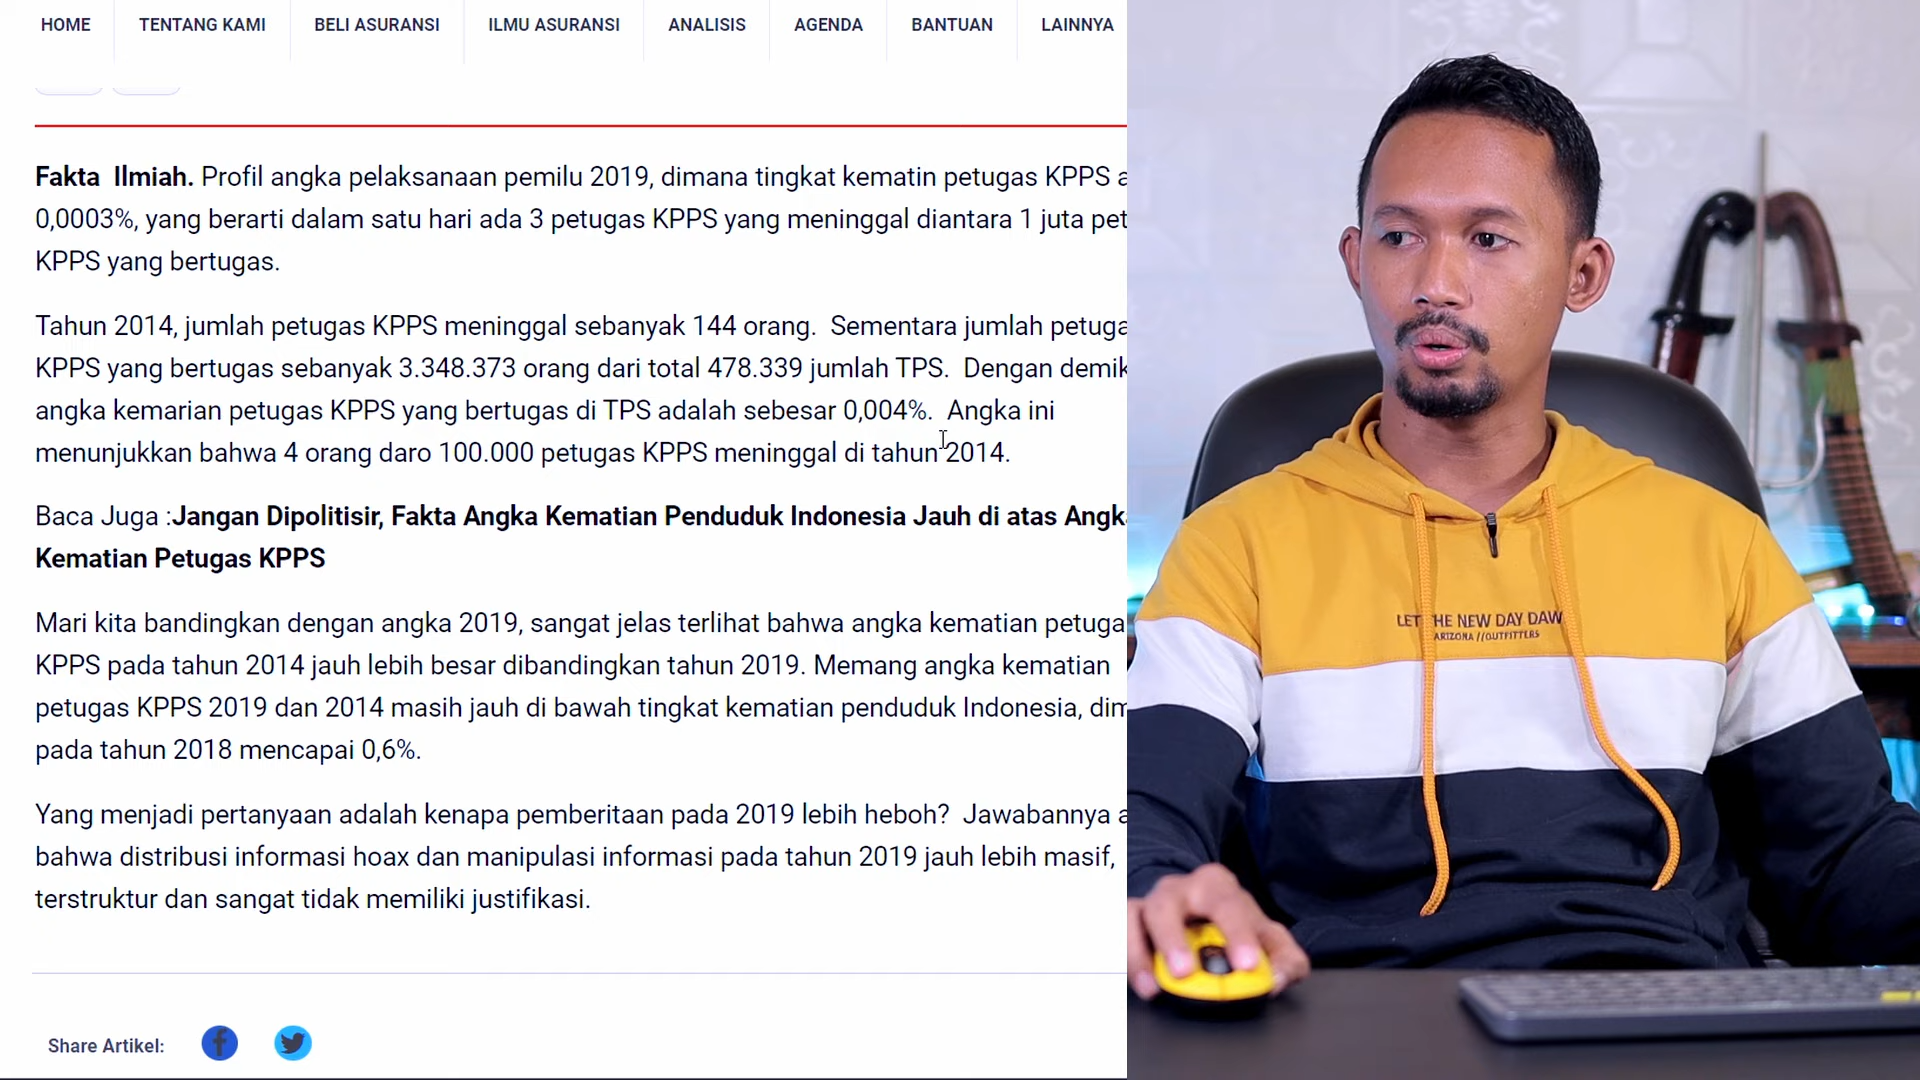 HOME TENTANG KAMI BELI ASURANSI ILMU ASURANSI ANALISIS AGENDA BANTUAN LAINNYA
Fakta Ilmiah. Profil angka pelaksanaan pemilu 2019, dimana tingkat kematin petugas KPPS a
0,0003%, yang berarti dalam satu hari ada 3 petugas KPPS yang meninggal diantara 1 juta pet
KPPS yang bertugas.
Tahun 2014, jumlah petugas KPPS meninggal sebanyak 144 orang. Sementara jumlah petuga
KPPS yang bertugas sebanyak 3.348.373 orang dari total 478.339 jumlah TPS. Dengan demik
angka kemarian petugas KPPS yang bertugas di TPS adalah sebesar 0,004%. Angka ini
menunjukkan bahwa 4 orang daro 100.000 petugas KPPS meninggal di tahun 2014.
Baca Juga :Jangan Dipolitisir, Fakta Angka Kematian Penduduk Indonesia Jauh di atas Angka
Kematian Petugas KPPS
Mari kita bandingkan dengan angka 2019, sangat jelas terlihat bahwa angka kematian petuga
KPPS pada tahun 2014 jauh lebih besar dibandingkan tahun 2019. Memang angka kematian
petugas KPPS 2019 dan 2014 masih jauh di bawah tingkat kematian penduduk Indonesia, dim
pada tahun 2018 mencapai 0,6%.
Yang menjadi pertanyaan adalah kenapa pemberitaan pada 2019 lebih heboh? Jawabannya a
bahwa distribusi informasi hoax dan manipulasi informasi pada tahun 2019 jauh lebih masif,
terstruktur dan sangat tidak memiliki justifikasi.
Share Artikel:
LET THE NEW DAY DAW
ARIZONA //OUTFITTERS